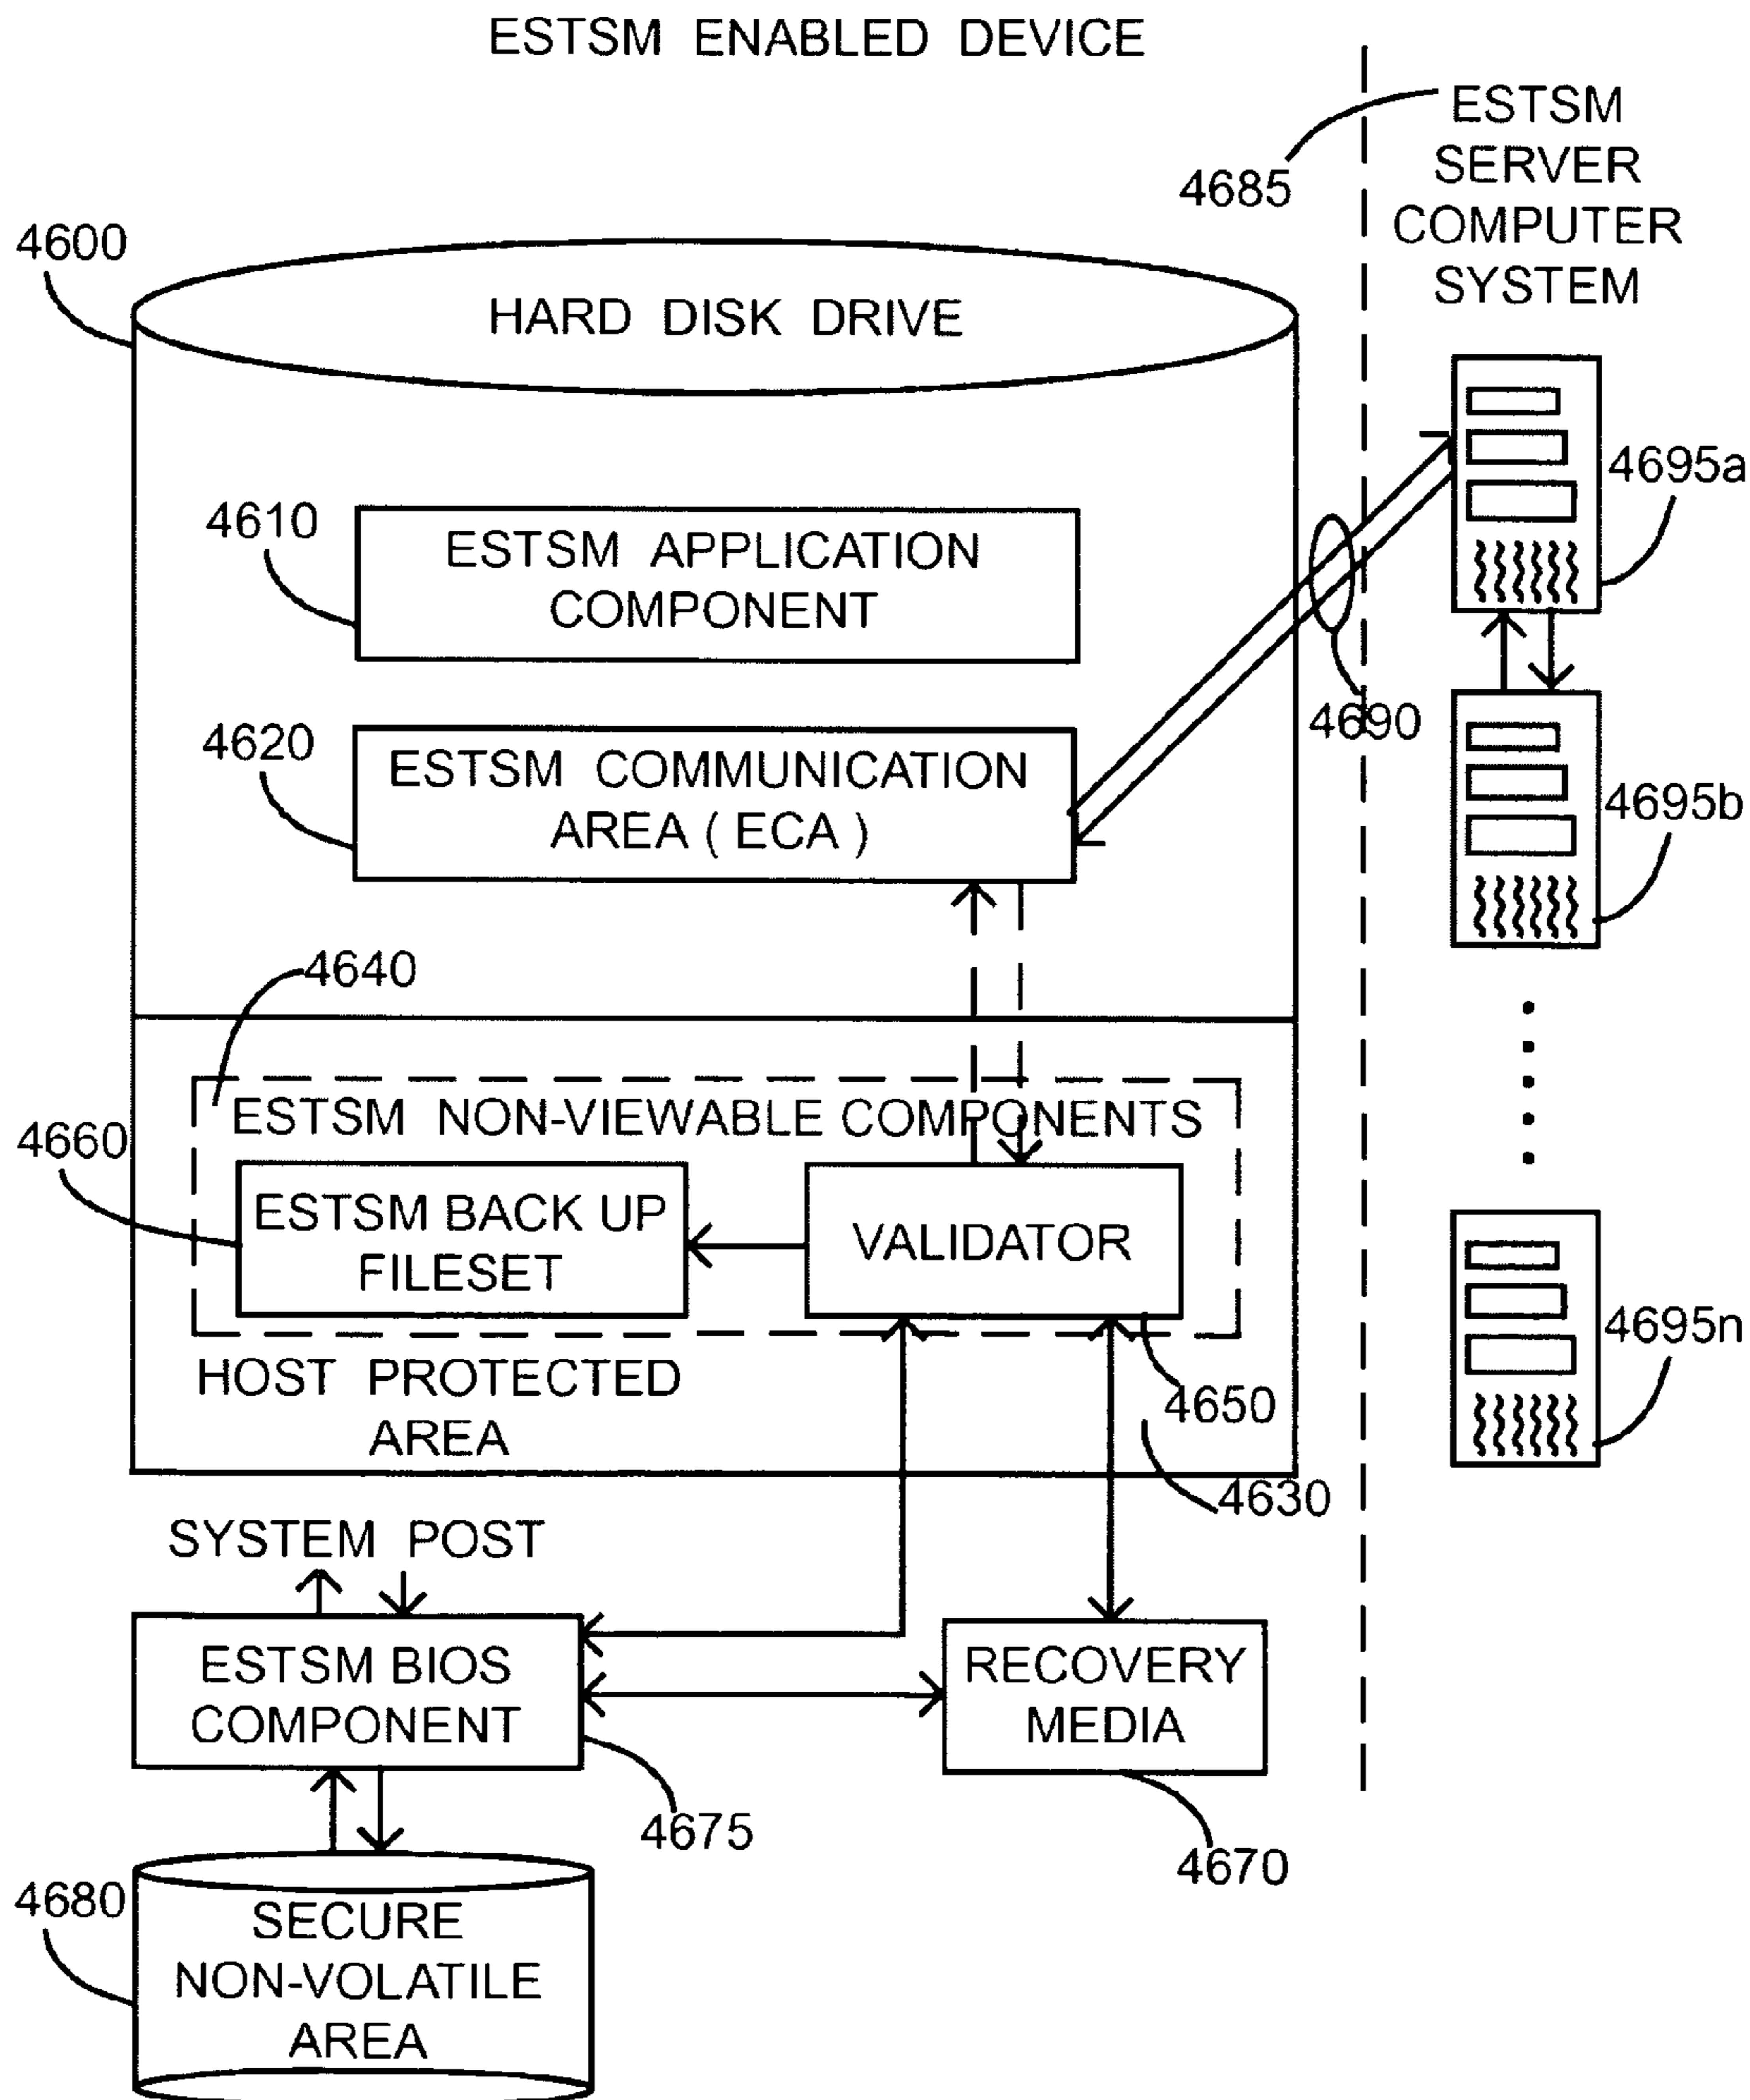 ESTSM ENABLED DEVICE
4685
ESTSM
SERVER
COMPUTER
SYSTEM
4600
HARD DISK DRIVE
4695a
4610
ESTSM APPLICATION
COMPONENT
4690
4620
ESTSM COMMUNICATION
AREA ( ECA )
4695b
4640
ESTSM NON-VIEWABLE COMPONENTS
4660
ESTSM BACK UP
FILESET
VALIDATOR
4695n
HOST PROTECTED
AREA
4650
4630
SYSTEM POST
ESTSM BIOS
COMPONENT
RECOVERY
MEDIA
4675
4670
4680
SECURE
NON-VOLATILE
AREA